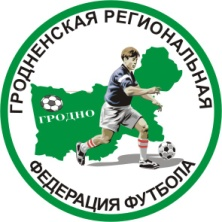 ГРОДНЕНСКАЯ РЕГИОНАЛЬНАЯ
ГРОДНО
ФЕДЕРАЦИЯ ФУТБОЛА